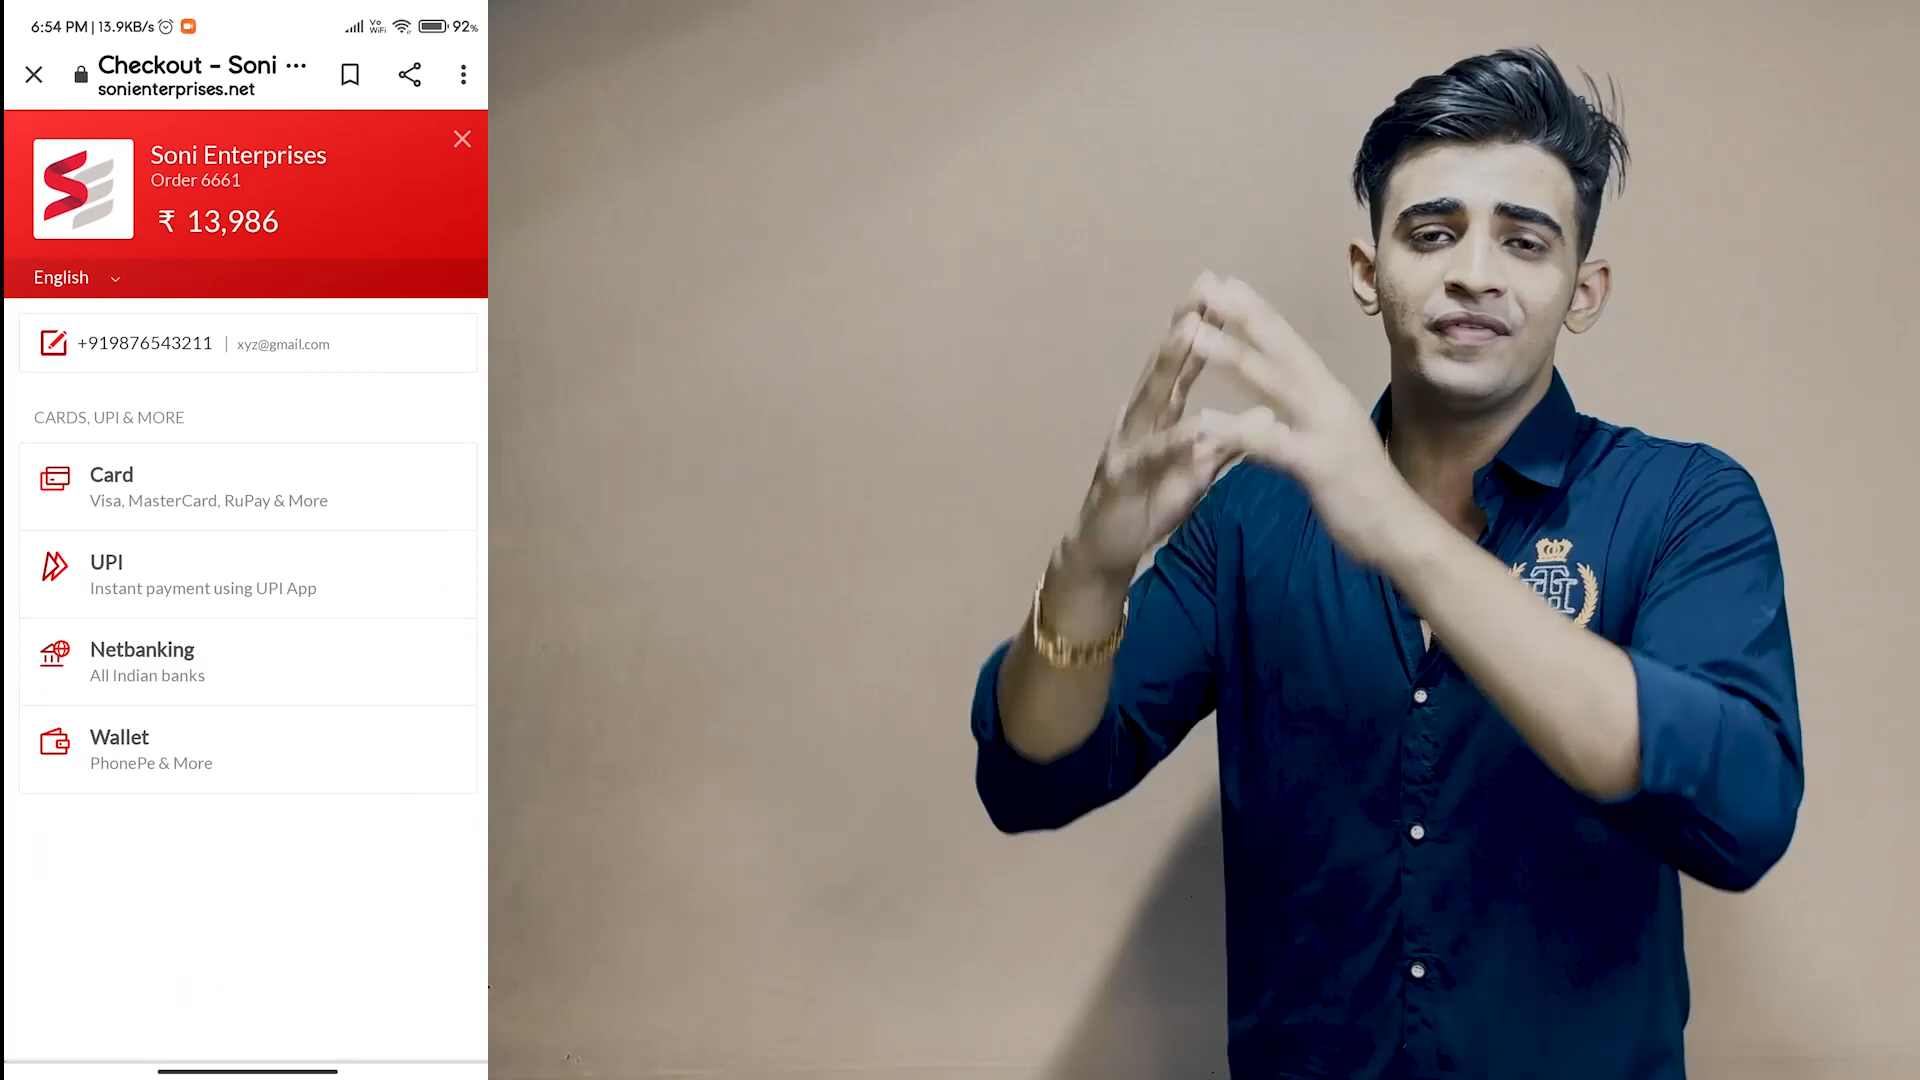 6:54 PM | 13.9KB/s
Vo
WiFi
92%
Checkout – Soni ···
sonienterprises.net
Soni Enterprises
Order 6661
₹ 13,986
English
+919876543211 | xyz@gmail.com
CARDS, UPI & MORE
Card
Visa, MasterCard, RuPay & More
UPI
Instant payment using UPI App
Netbanking
All Indian banks
Wallet
PhonePe & More